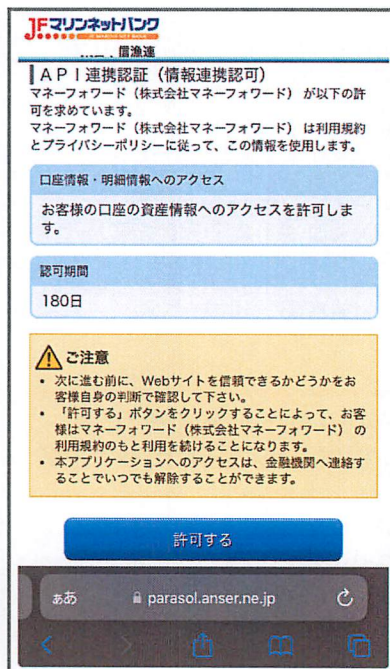 JFマリンネットバンク
JF MARINE NET BANK
信漁連
API連携認証（情報連携認可）
マネーフォワード（株式会社マネーフォワード） が以下の許
可を求めています。
マネーフォワード（株式会社マネーフォワード） は利用規約
とプライバシーポリシーに従って、この情報を使用します。
口座情報・明細情報へのアクセス
お客様の口座の資産情報へのアクセスを許可しま
す。
認可期間
180日
ご注意
• 次に進む前に、Webサイトを信頼できるかどうかをお
客様自身の判断で確認して下さい。
• 「許可する」ボタンをクリックすることによって、お客
様はマネーフォワード（株式会社マネーフォワード） の
利用規約のもと利用を続けることになります。
• 本アプリケーションへのアクセスは、金融機関へ連絡す
ることでいつでも解除することができます。
許可する
ぁあ parasol.anser.ne.jp